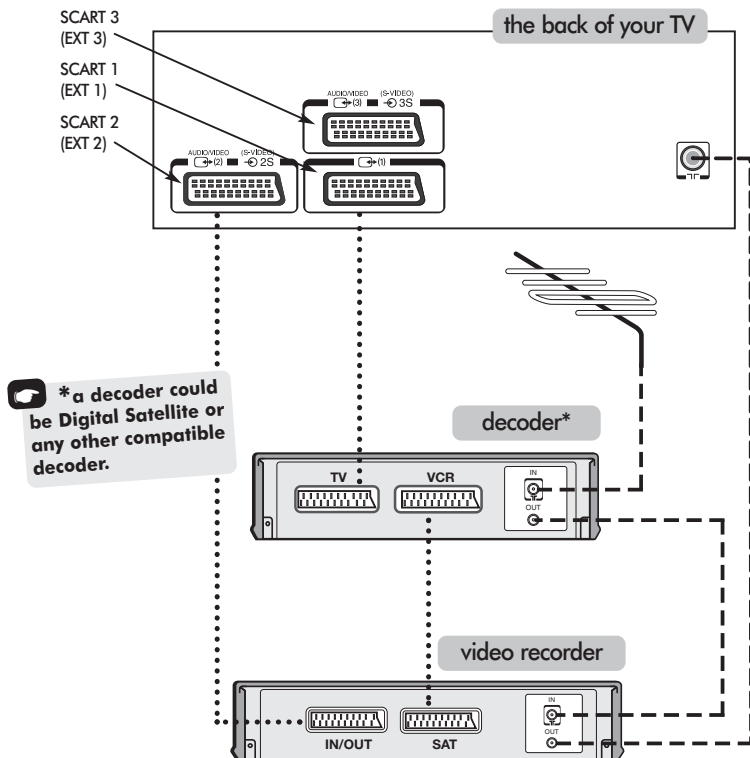 SCART 3
(EXT 3)
the back of your TV
SCART 1
(EXT 1)
SCART 2
(EXT 2)
AUDIO/VIDEO (S-VIDEO)
(3) 3S
AUDIO/VIDEO (S-VIDEO)
(2) 2S
(1)
*a decoder could
be Digital Satellite or
any other compatible
decoder.
decoder*
TV VCR
IN
OUT
video recorder
IN/OUT SAT
IN
OUT